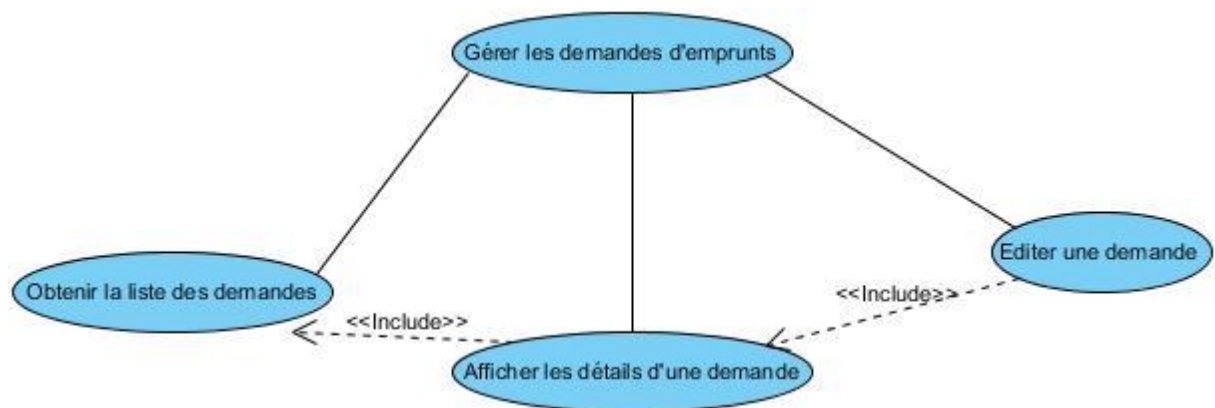 Gérer les demandes d'emprunts
Editer une demande
Obtenir la liste des demandes
<<Include>>
<<Include>>
Afficher les détails d'une demande